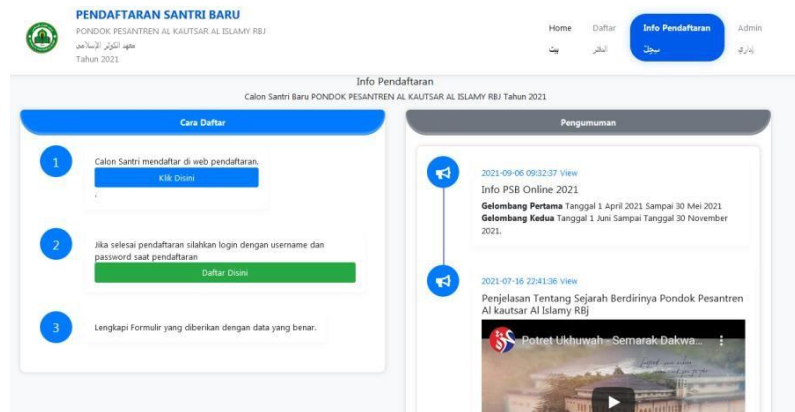 PENDAFTARAN SANTRI BARU
PONDOK PESANTREN AL KAUTSAR AL ISLAMY RBJ
معهد الكوثر الإسلامي
Tahun 2021
Home
بيت
Daftar
Info Pendaftaran
سجل
Admin
إداري
Info Pendaftaran
Calon Santri Baru PONDOK PESANTREN AL KAUTSAR AL ISLAMY RBJ Tahun 2021
Cara Daftar
1
Calon Santri mendaftar di web pendaftaran.
Klik Disini
.
2
Jika selesai pendaftaran silahkan login dengan username dan
password saat pendaftaran
Daftar Disini
3
Lengkapi Formulir yang diberikan dengan data yang benar.
Pengumuman
2021-09-06 09:32:37 View
Info PSB Online 2021
Gelombang Pertama Tanggal 1 April 2021 Sampai 30 Mei 2021
Gelombang Kedua Tanggal 1 Juni Sampai Tanggal 30 November
2021.
2021-07-16 22:41:36 View
Penjelasan Tentang Sejarah Berdirinya Pondok Pesantren
Al kautsar Al Islamy RBj
Potret Ukhuwah - Semarak Dakwa...